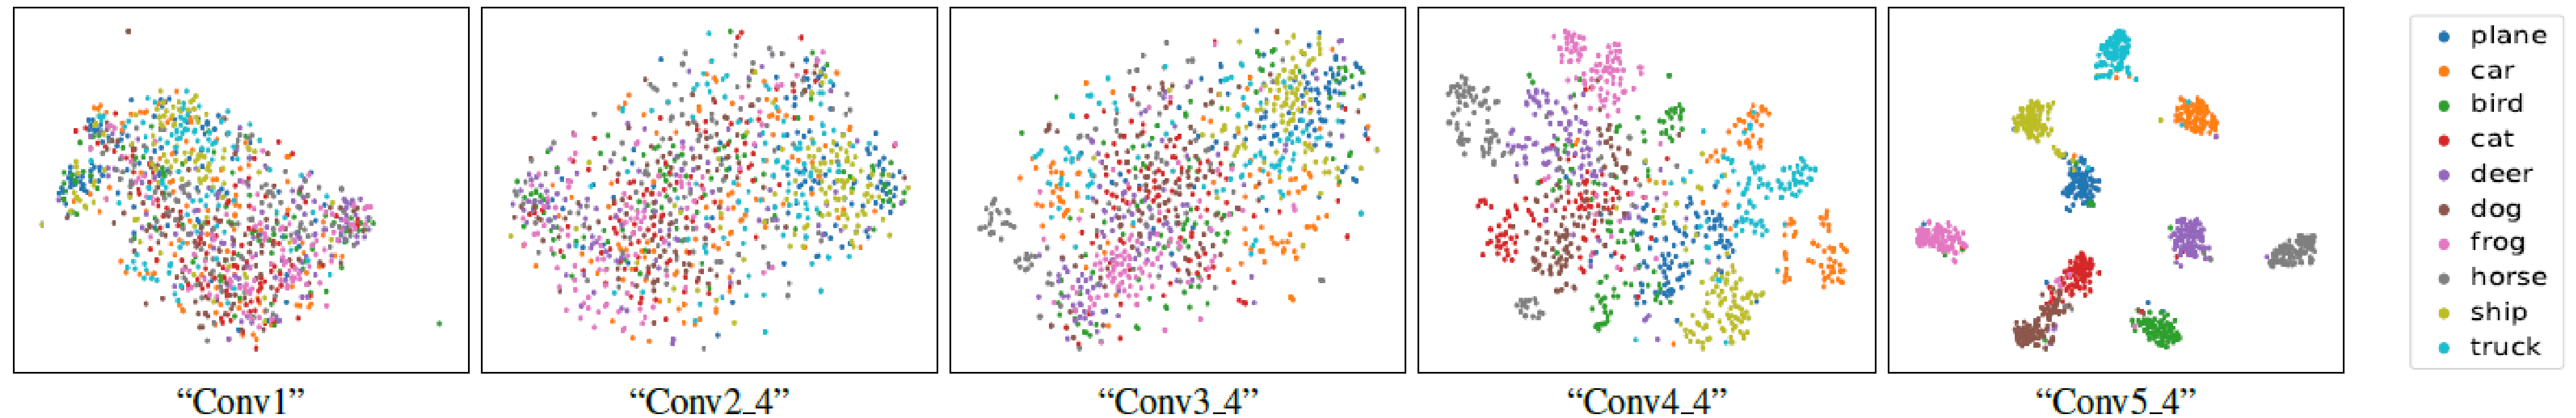 plane
car
bird
cat
deer
dog
frog
horse
ship
truck
“Conv1”
“Conv2_4”
“Conv3_4”
“Conv4_4”
“Conv5_4”